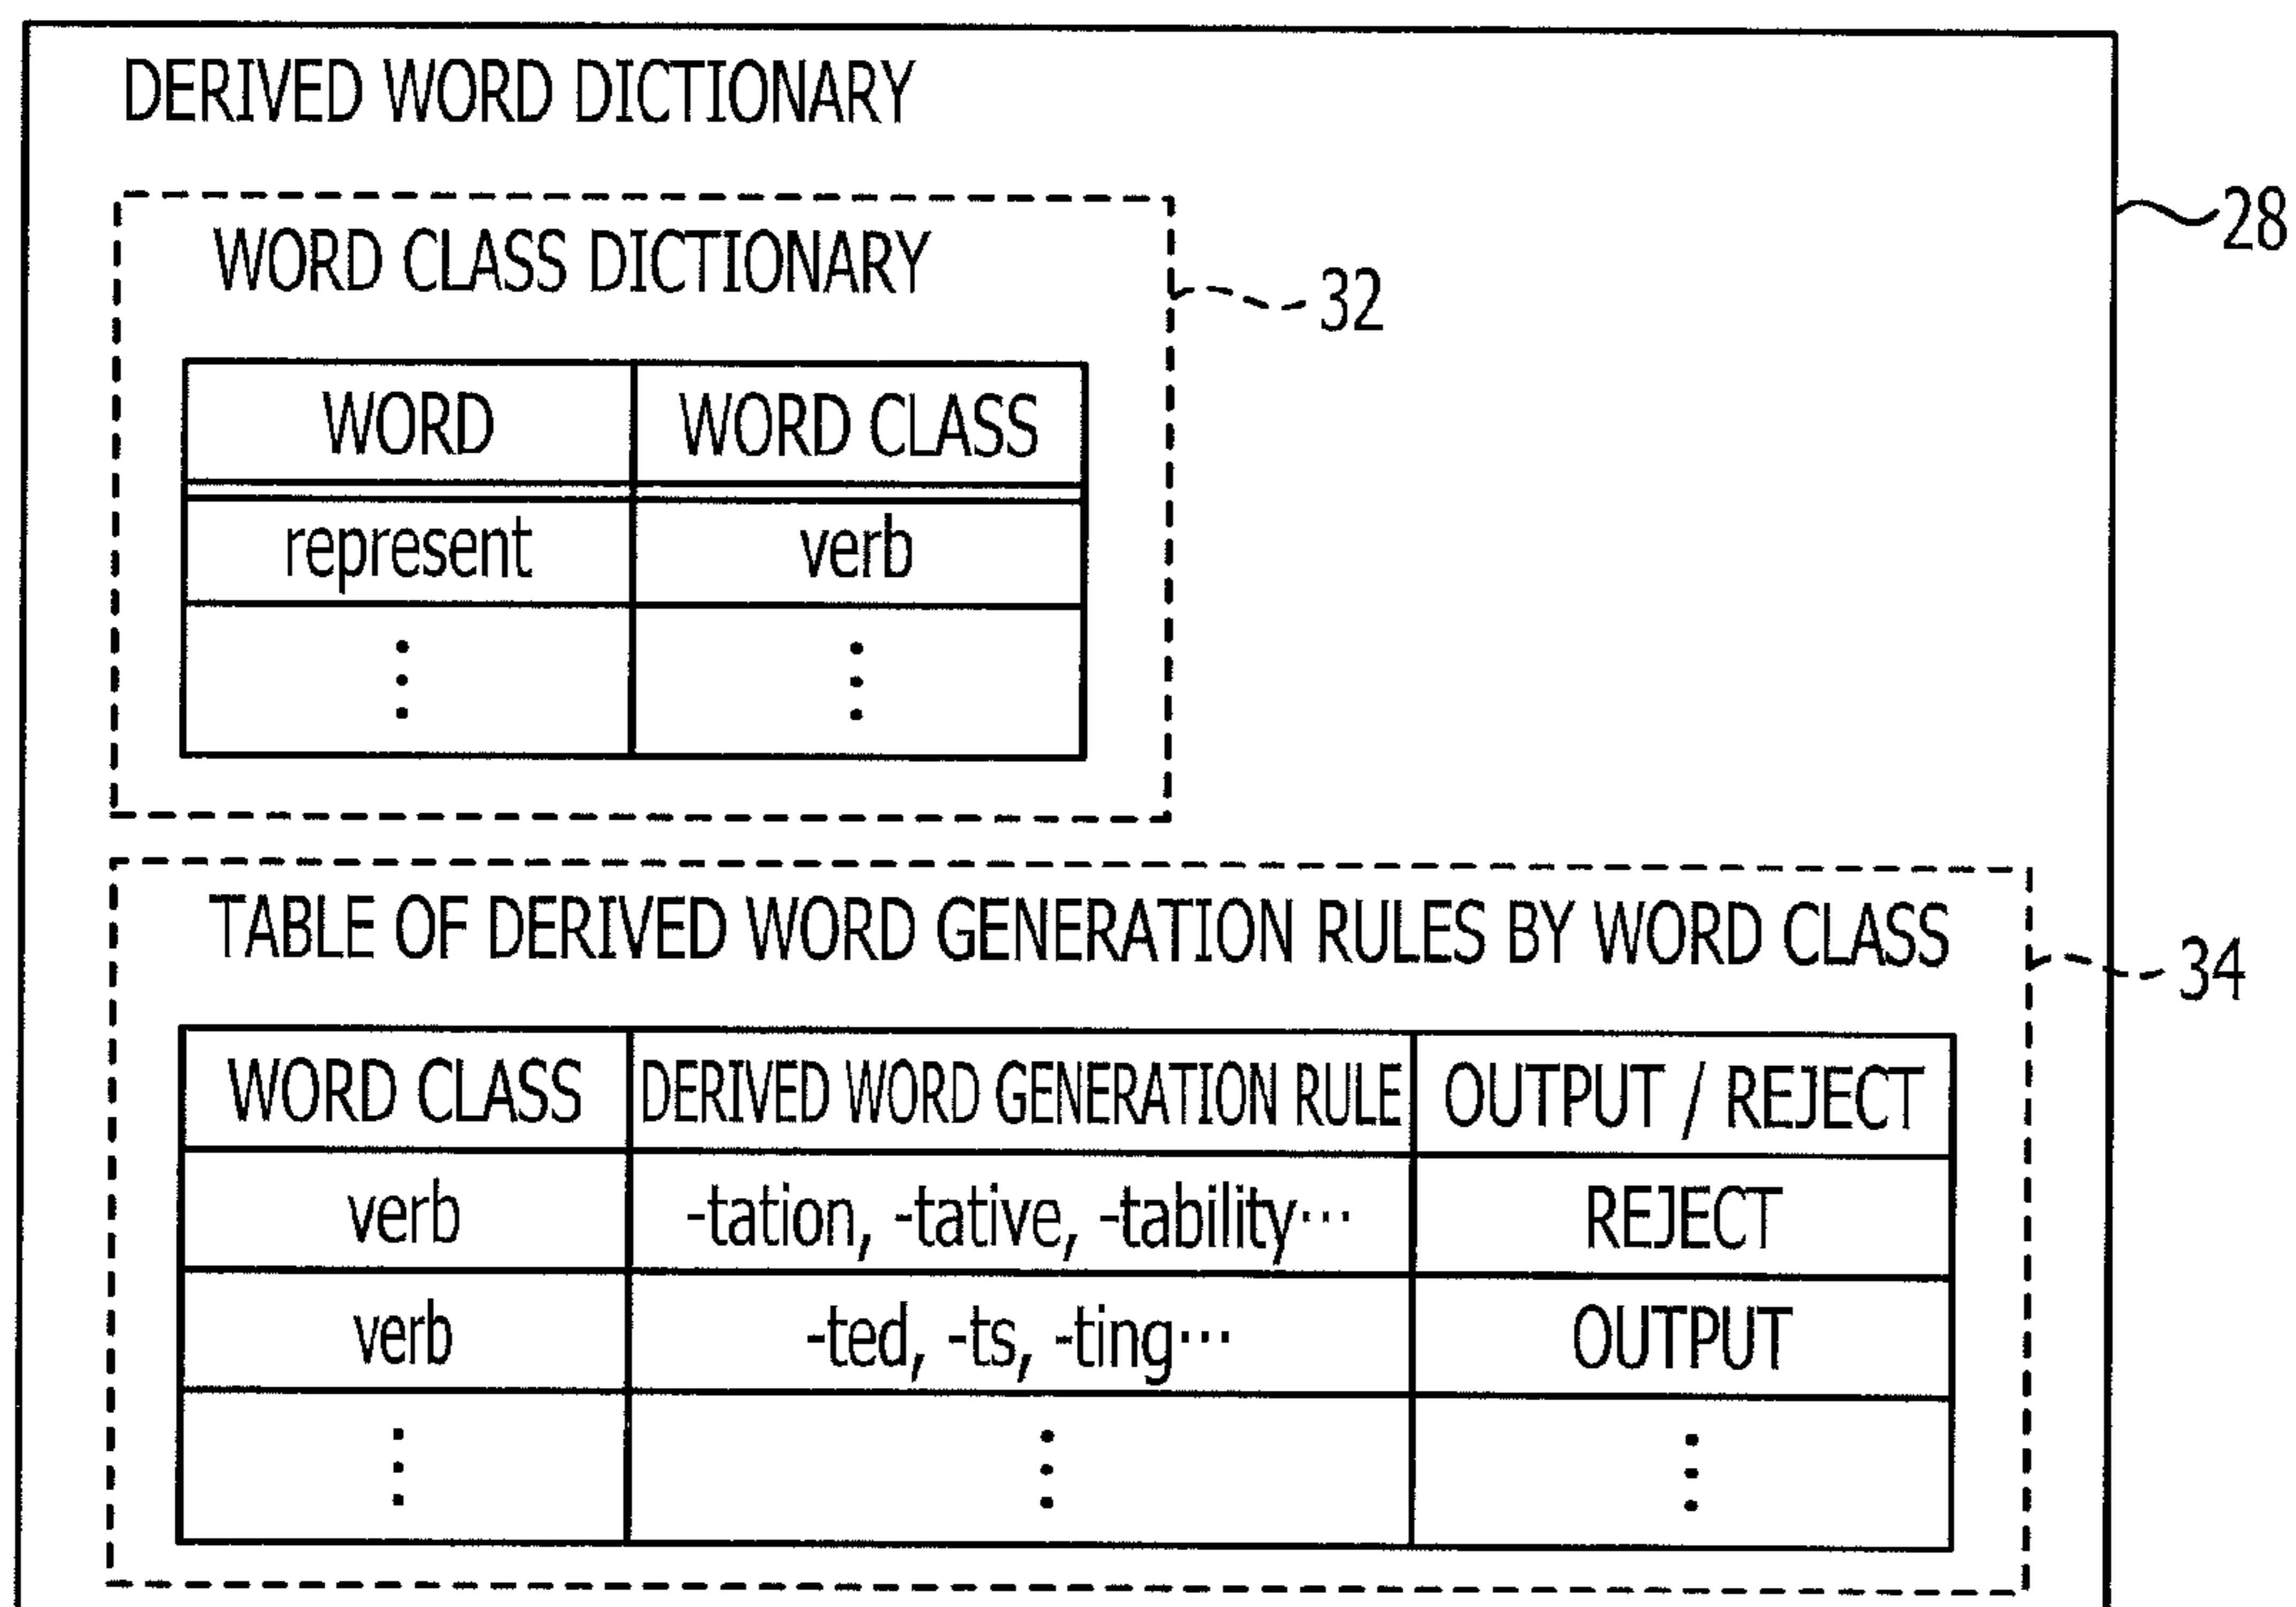 DERIVED WORD DICTIONARY
28
WORD CLASS DICTIONARY
32
WORD WORD CLASS
represent verb
⋮ ⋮
TABLE OF DERIVED WORD GENERATION RULES BY WORD CLASS
34
WORD CLASS DERIVED WORD GENERATION RULE OUTPUT / REJECT
verb -tation, -tative, -tability⋯ REJECT
verb -ted, -ts, -ting⋯ OUTPUT
⋮ ⋮ ⋮